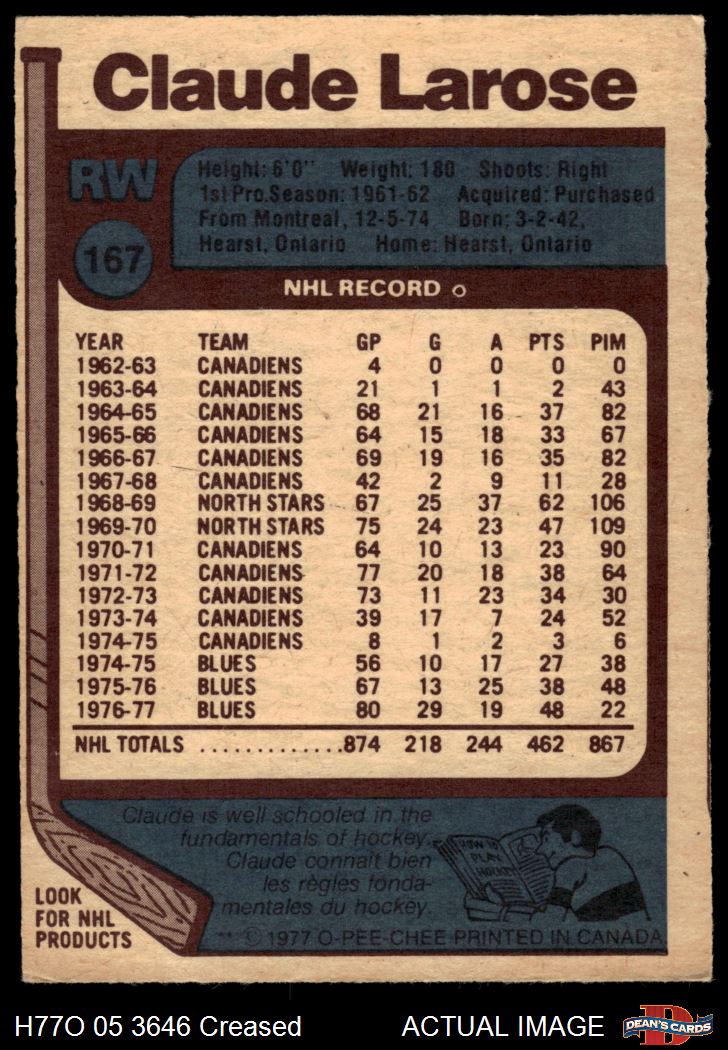 Claude Larose
RW
Height: 6'0" Weight: 180 Shoots: Right
1st Pro.Season: 1961-62 Acquired: Purchased
From Montreal, 12-5-74 Born: 3-2-42,
Hearst, Ontario Home: Hearst, Ontario
167
NHL RECORD
YEAR TEAM GP G A PTS PIM
1962-63 CANADIENS 4 0 0 0 0
1963-64 CANADIENS 21 1 1 2 43
1964-65 CANADIENS 68 21 16 37 82
1965-66 CANADIENS 64 15 18 33 67
1966-67 CANADIENS 69 19 16 35 82
1967-68 CANADIENS 42 2 9 11 28
1968-69 NORTH STARS 67 25 37 62 106
1969-70 NORTH STARS 75 24 23 47 109
1970-71 CANADIENS 64 10 13 23 90
1971-72 CANADIENS 77 20 18 38 64
1972-73 CANADIENS 73 11 23 34 30
1973-74 CANADIENS 39 17 7 24 52
1974-75 CANADIENS 8 1 2 3 6
1974-75 BLUES 56 10 17 27 38
1975-76 BLUES 67 13 25 38 48
1976-77 BLUES 80 29 19 48 22
NHL TOTALS .............874 218 244 462 867
Claude is well schooled in the
fundamentals of hockey.
Claude connaît bien
les règles fonda-
mentales du hockey.
HOW TO
PLAY
HOCKEY
LOOK
FOR NHL
PRODUCTS
** © 1977 O-PEE-CHEE PRINTED IN CANADA
H77O 05 3646 Creased ACTUAL IMAGE
DEAN'S CARDS